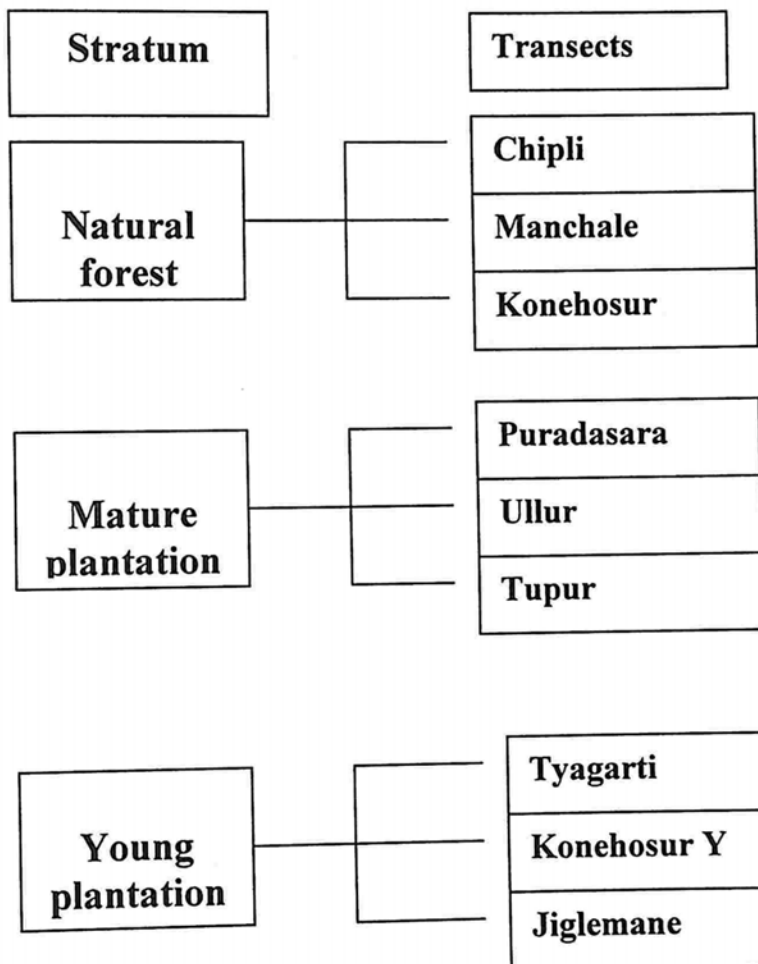 Stratum
Transects
Natural
forest
Chipli
Manchale
Konehosur
Mature
plantation
Puradasara
Ullur
Tupur
Young
plantation
Tyagarti
Konehosur Y
Jiglemane